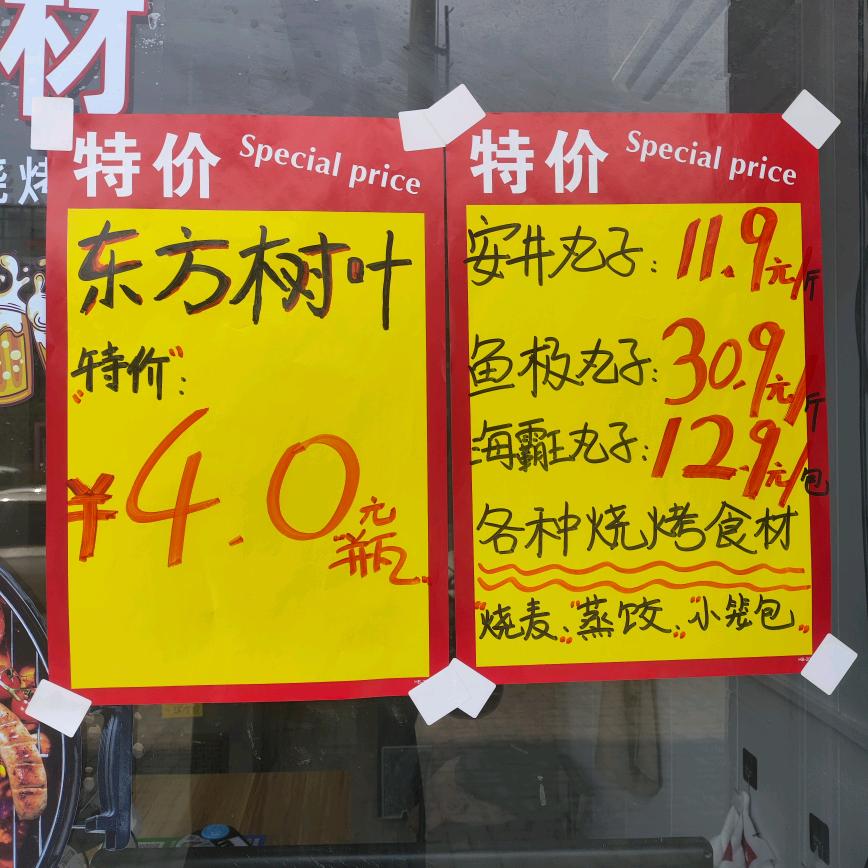 材
烧烤
特价 Special price
东方树叶
"特价":
¥4.0元/瓶
特价 Special price
安井丸子: 11.9元/斤
鱼极丸子: 30.9元/斤
海霸王丸子: 12.9元/包
各种烧烤食材
"烧麦"、"蒸饺"、"小笼包"